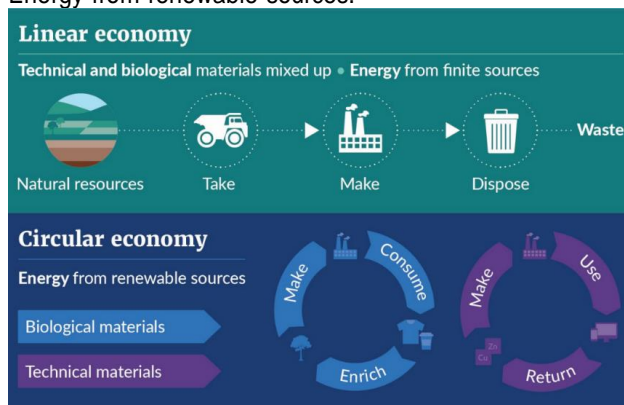 Energy from renewable sources.
Linear economy
Technical and biological materials mixed up • Energy from finite sources
Waste
Natural resources
Take
Make
Dispose
Circular economy
Energy from renewable sources
Biological materials
Technical materials
Make
Consume
Enrich
Make
Use
Return
Zn
Cu